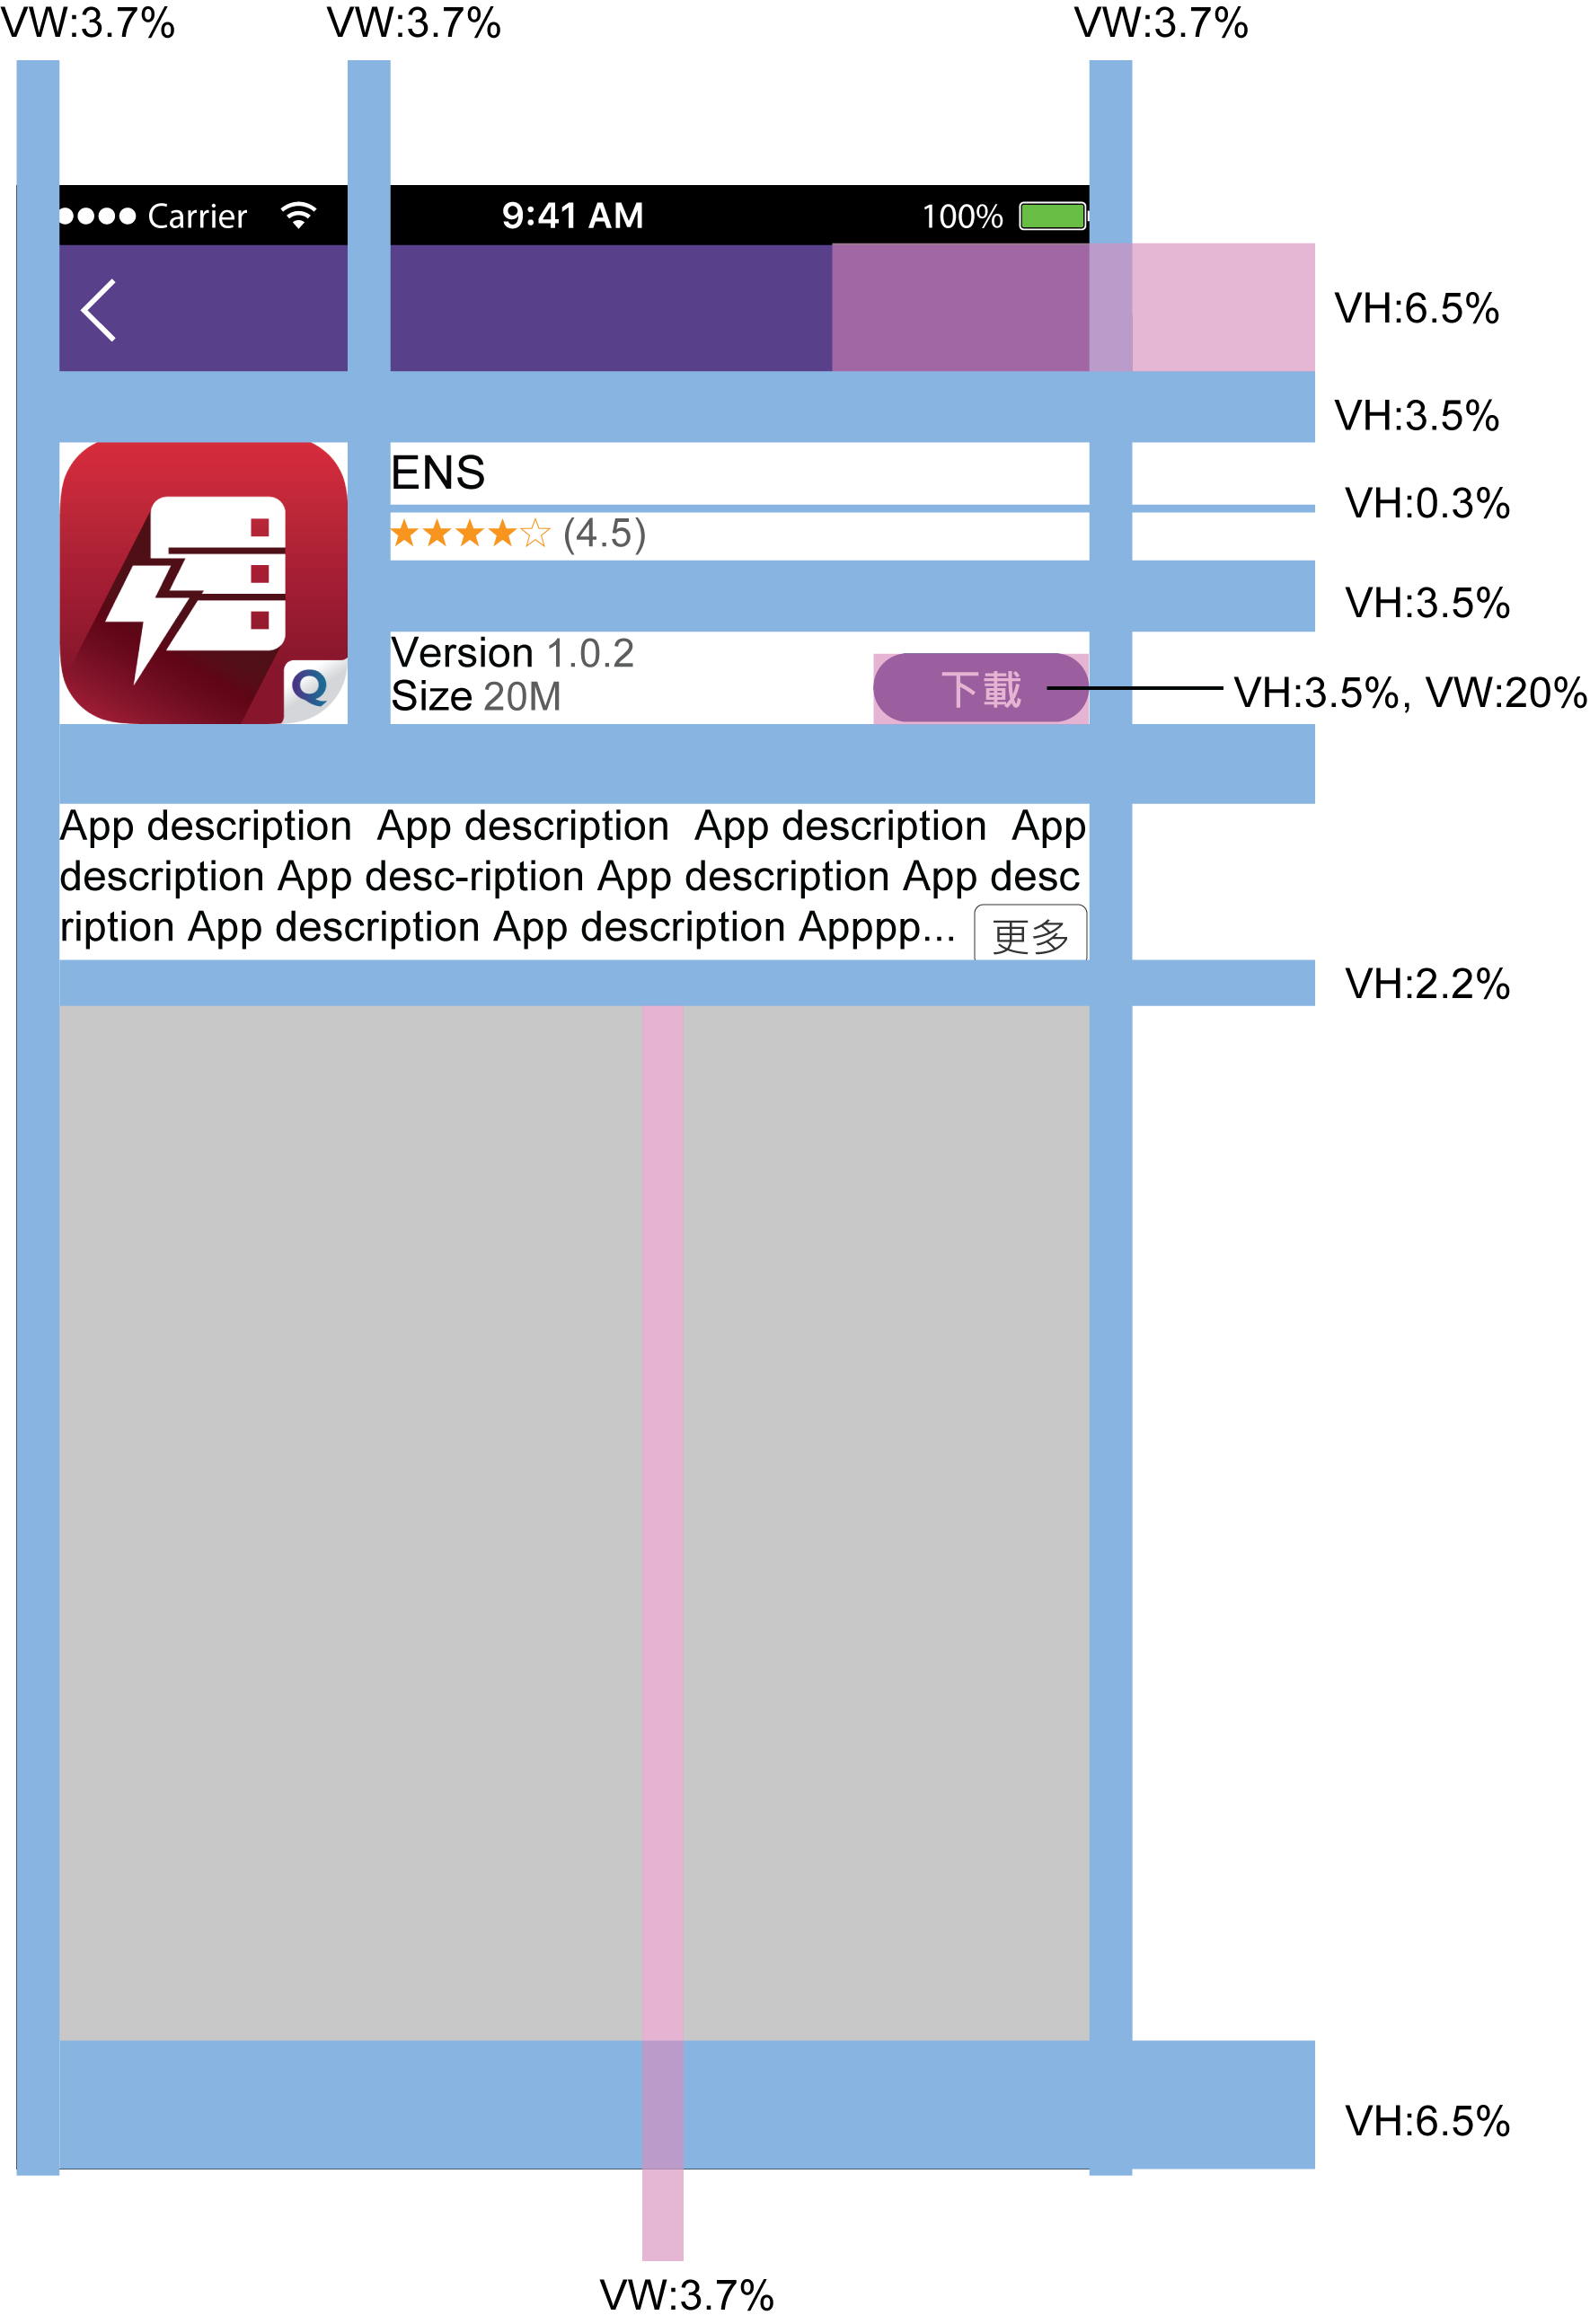 VW:3.7% VW:3.7% VW:3.7%
Carrier 9:41 AM 100%
VH:6.5%
VH:3.5%
ENS
VH:0.3%
(4.5)
VH:3.5%
Version 1.0.2
Size 20M
下載
VH:3.5%, VW:20%
Q
App description App description App description App
description App desc-ription App description App desc
ription App description App description Apppp...
更多
VH:2.2%
VH:6.5%
VW:3.7%